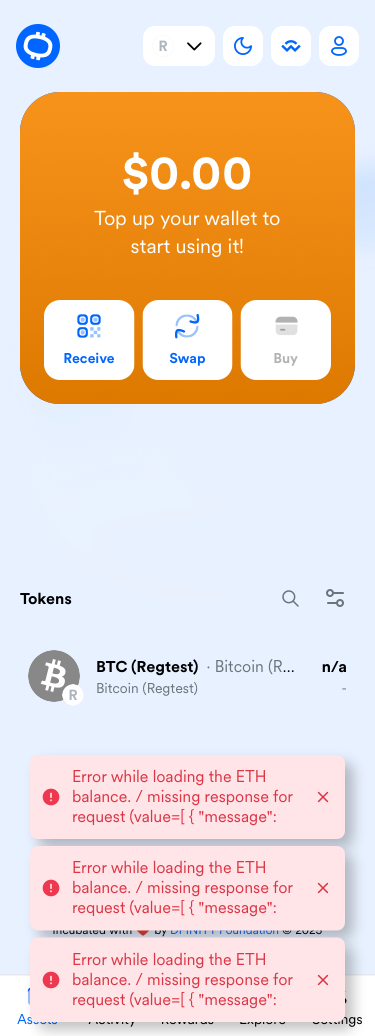 R
$0.00
Top up your wallet to
start using it!
Receive Swap Buy
Tokens
BTC (Regtest) · Bitcoin (R... n/a
Bitcoin (Regtest) -
R
Error while loading the ETH
balance. / missing response for
request (value=[ { "message":
Error while loading the ETH
balance. / missing response for
request (value=[ { "message":
Incubated with ❤️ by DFINITY Foundation © 2025
Error while loading the ETH
balance. / missing response for
request (value=[ { "message":
Assets Activity Rewards Explore Settings